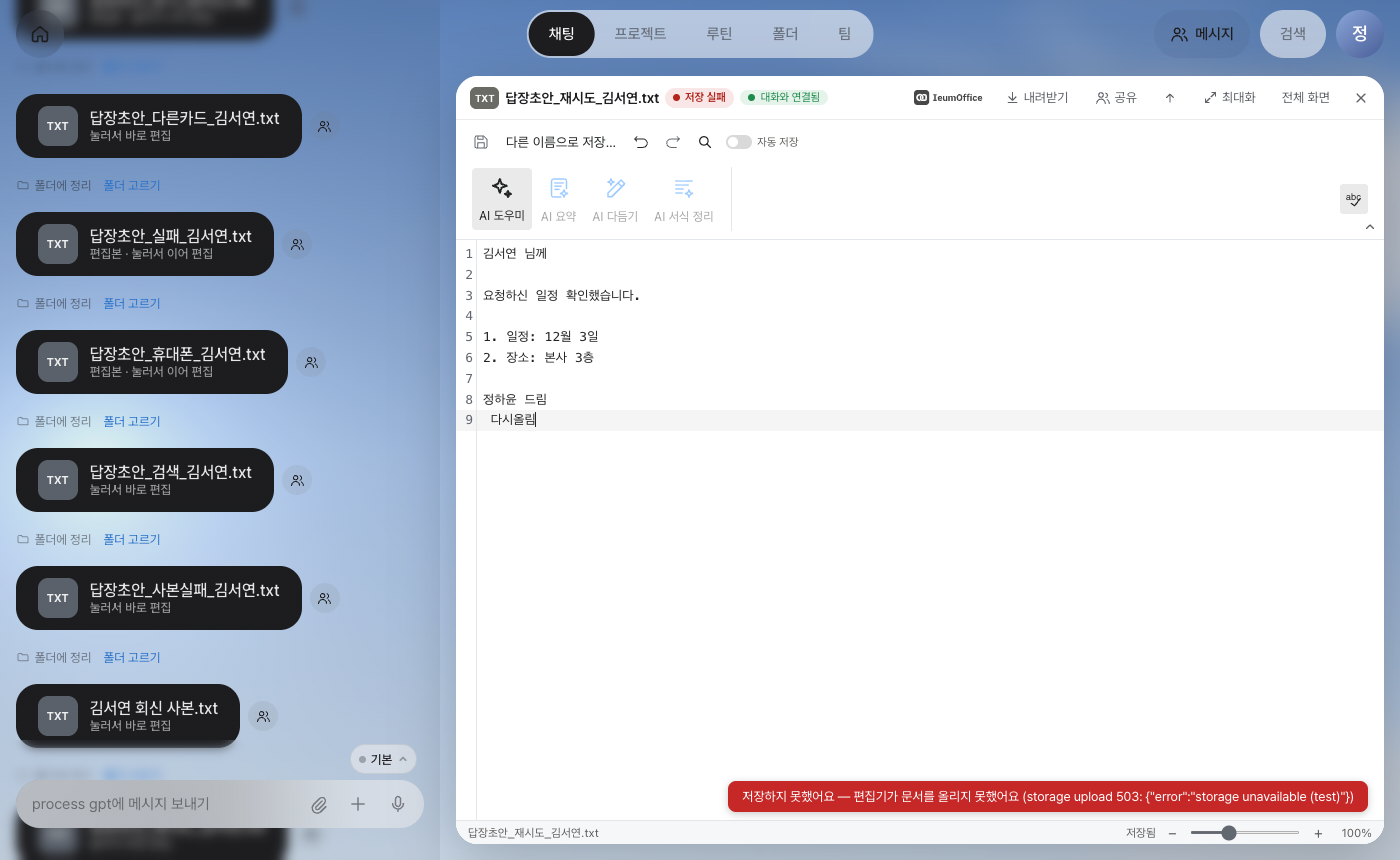 채팅
프로젝트
루틴
폴더
팀
메시지
검색
정
TXT 답장초안_다른카드_김서연.txt
눌러서 바로 편집
폴더에 정리 폴더 고르기
TXT 답장초안_실패_김서연.txt
편집본 · 눌러서 이어 편집
폴더에 정리 폴더 고르기
TXT 답장초안_휴대폰_김서연.txt
편집본 · 눌러서 이어 편집
폴더에 정리 폴더 고르기
TXT 답장초안_검색_김서연.txt
눌러서 바로 편집
폴더에 정리 폴더 고르기
TXT 답장초안_사본실패_김서연.txt
눌러서 바로 편집
폴더에 정리 폴더 고르기
TXT 김서연 회신 사본.txt
눌러서 바로 편집
기본
process gpt에 메시지 보내기
TXT 답장초안_재시도_김서연.txt 저장 실패 대화와 연결됨 IeumOffice 내려받기 공유 최대화 전체 화면
다른 이름으로 저장... 자동 저장
AI 도우미 AI 요약 AI 다듬기 AI 서식 정리 abc
1 김서연 님께
2
3 요청하신 일정 확인했습니다.
4
5 1. 일정: 12월 3일
6 2. 장소: 본사 3층
7
8 정하윤 드림
9 다시올림
저장하지 못했어요 — 편집기가 문서를 올리지 못했어요 (storage upload 503: {"error":"storage unavailable (test)"})
답장초안_재시도_김서연.txt 저장됨 100%